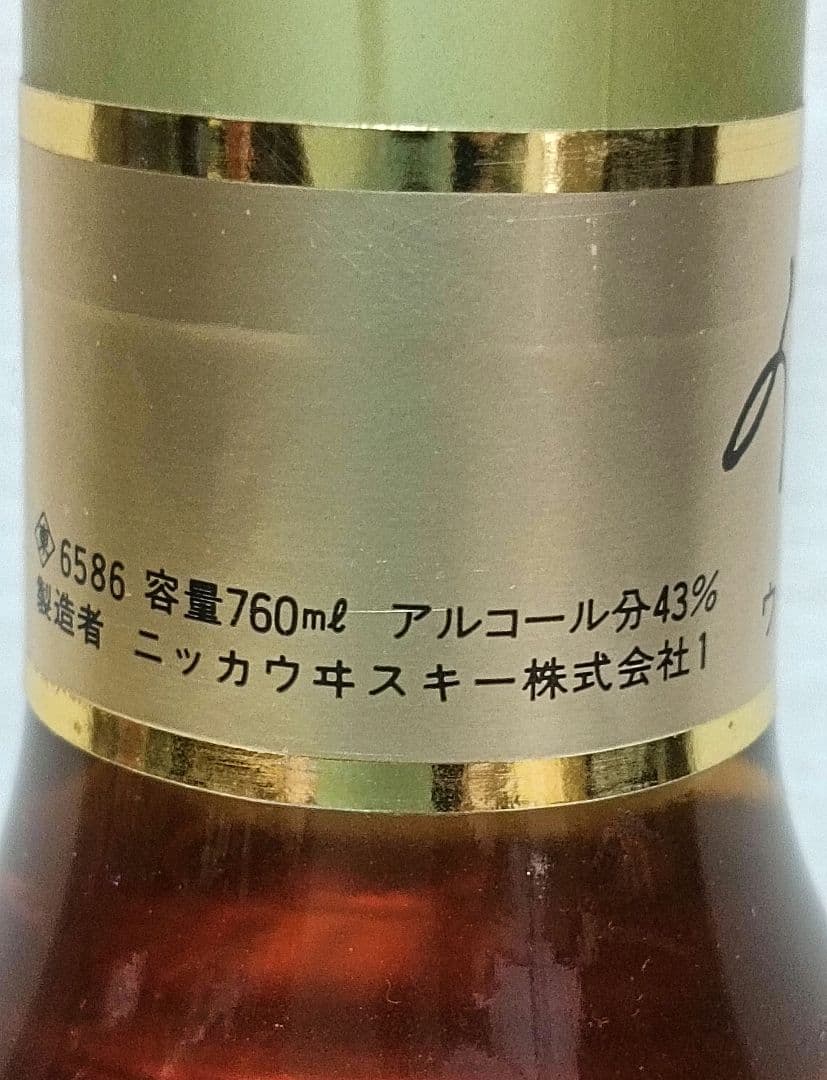 6586 容量760mℓ アルコール分43%
製造者 ニッカウヰスキー株式会社1
ウ